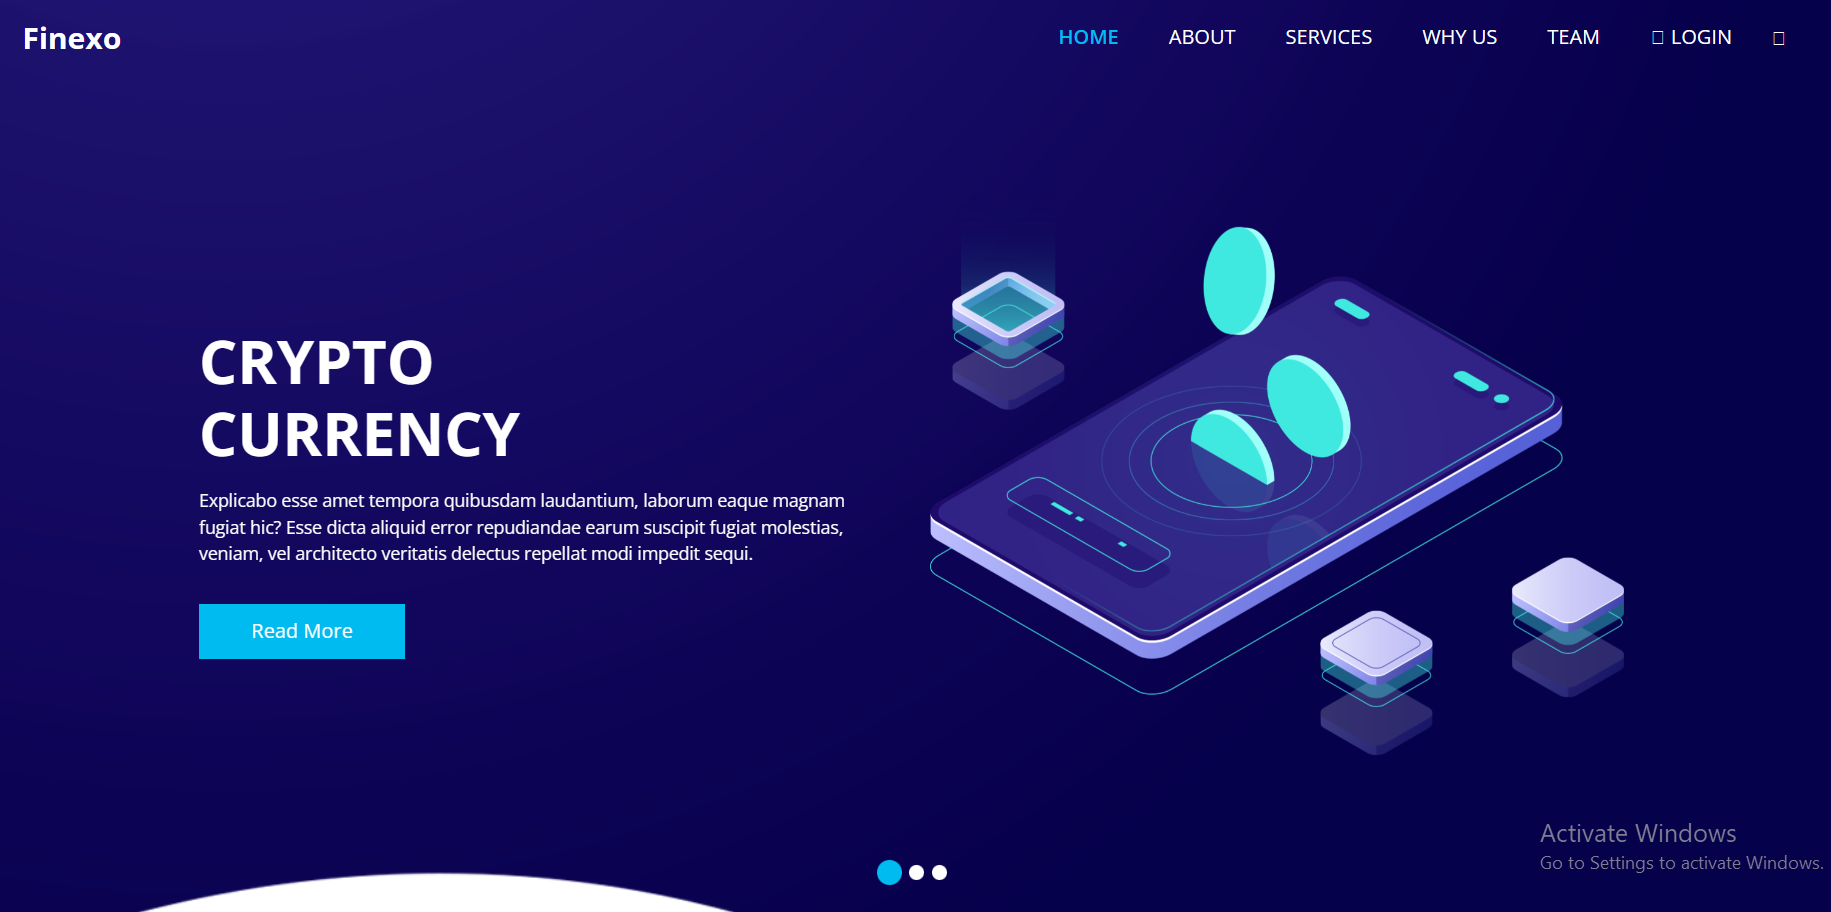 Finexo
HOME ABOUT SERVICES WHY US TEAM LOGIN
CRYPTO
CURRENCY
Explicabo esse amet tempora quibusdam laudantium, laborum eaque magnam
fugiat hic? Esse dicta aliquid error repudiandae earum suscipit fugiat molestias,
veniam, vel architecto veritatis delectus repellat modi impedit sequi.
Read More
Activate Windows
Go to Settings to activate Windows.